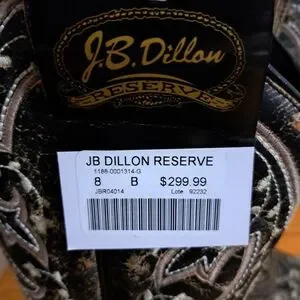 J.B. Dillon
RESERVE
JB DILLON RESERVE
1188-0001314-G
8 B $299.99
JBR04014 Lote: 92232